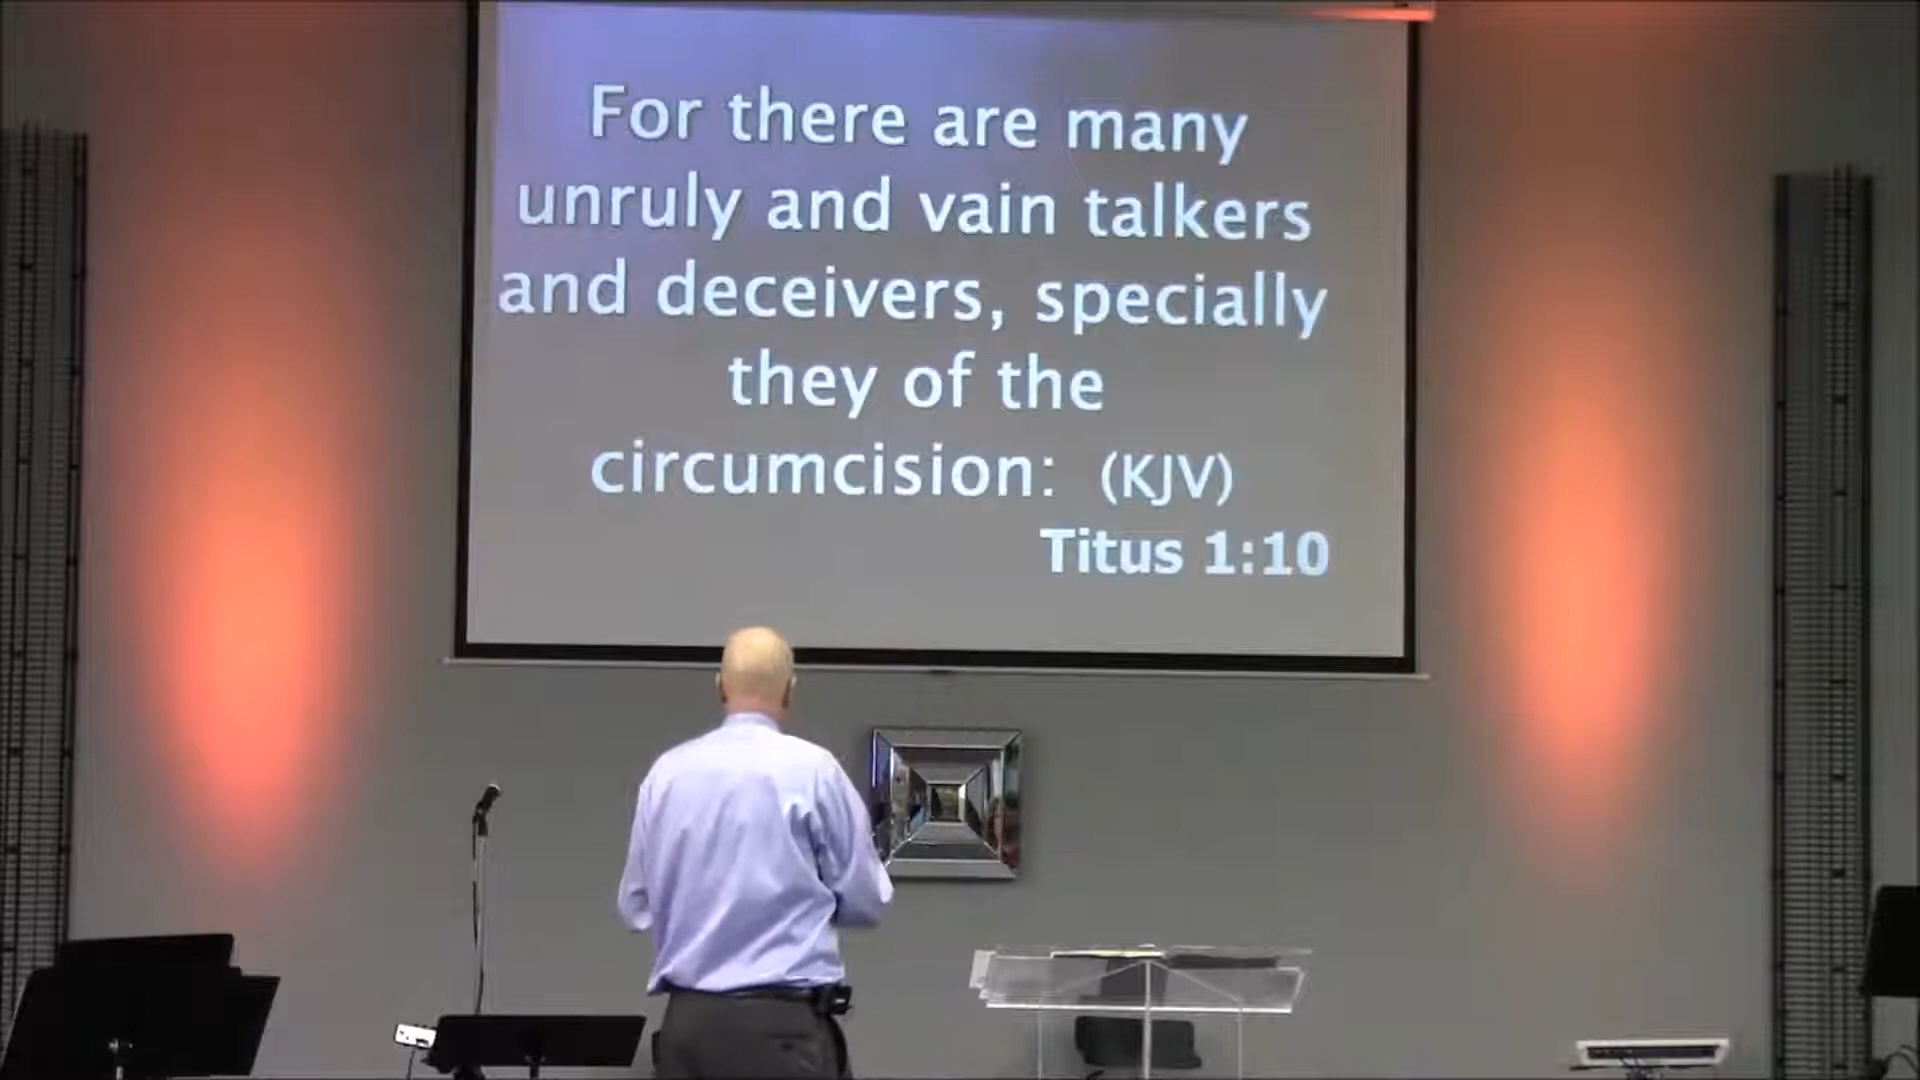 For there are many
unruly and vain talkers
and deceivers, specially
they of the
circumcision: (KJV)
Titus 1:10